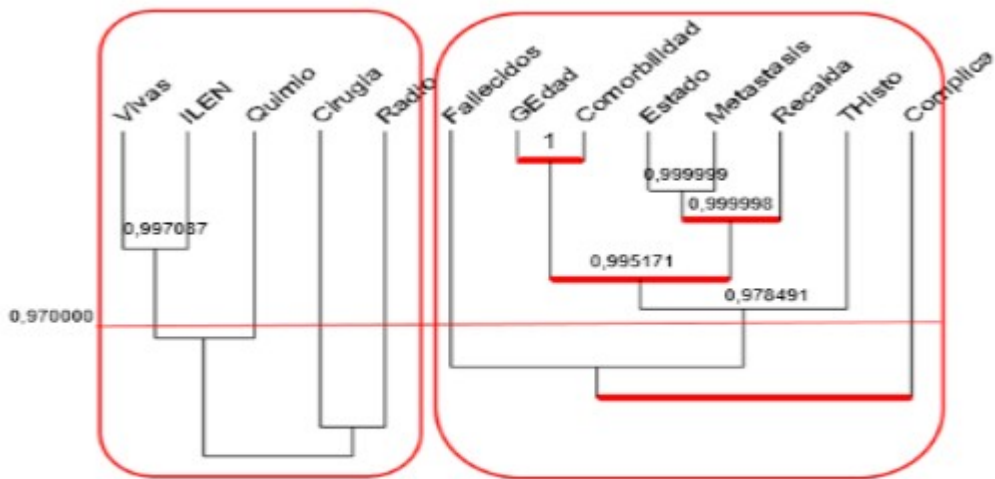 Vivas
ILEN
Quimio
Cirugia
Radio
Fallecidos
GEdad
Comorbilidad
Estado
Metastasis
Recaida
THisto
Complica
1
0,999999
0,999998
0,997037
0,995171
0,978491
0,970000